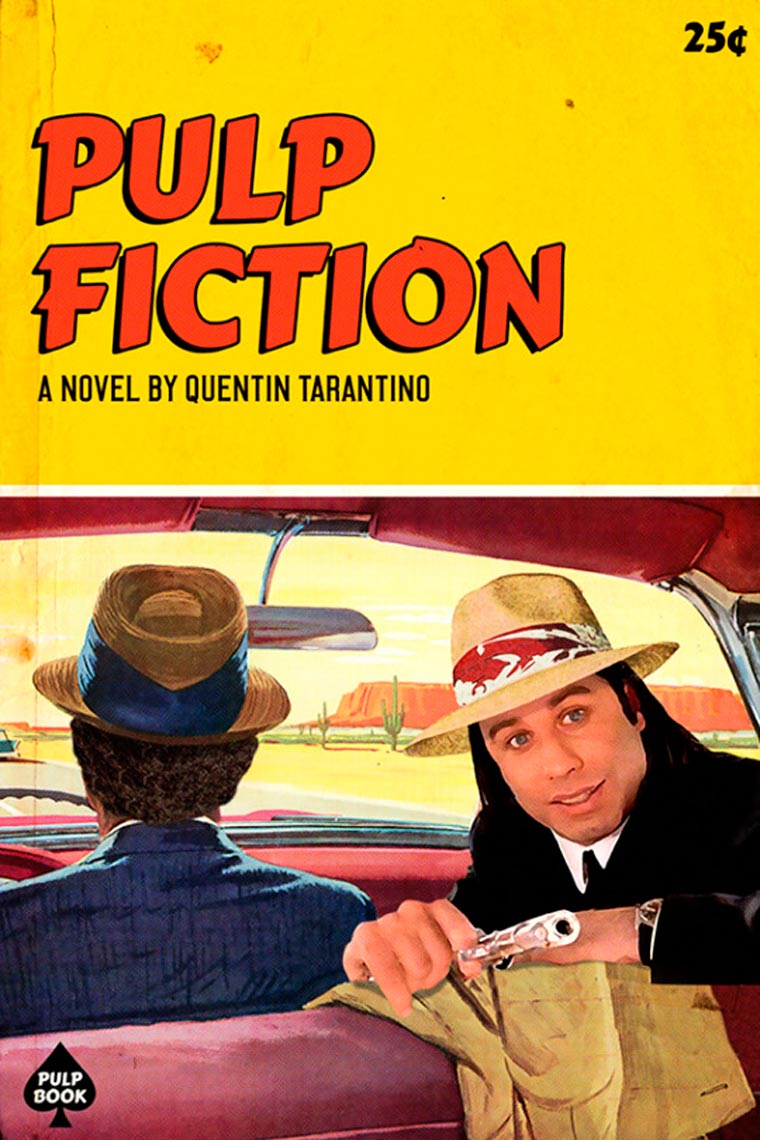 25¢
PULP
FICTION
A NOVEL BY QUENTIN TARANTINO
PULP
BOOK